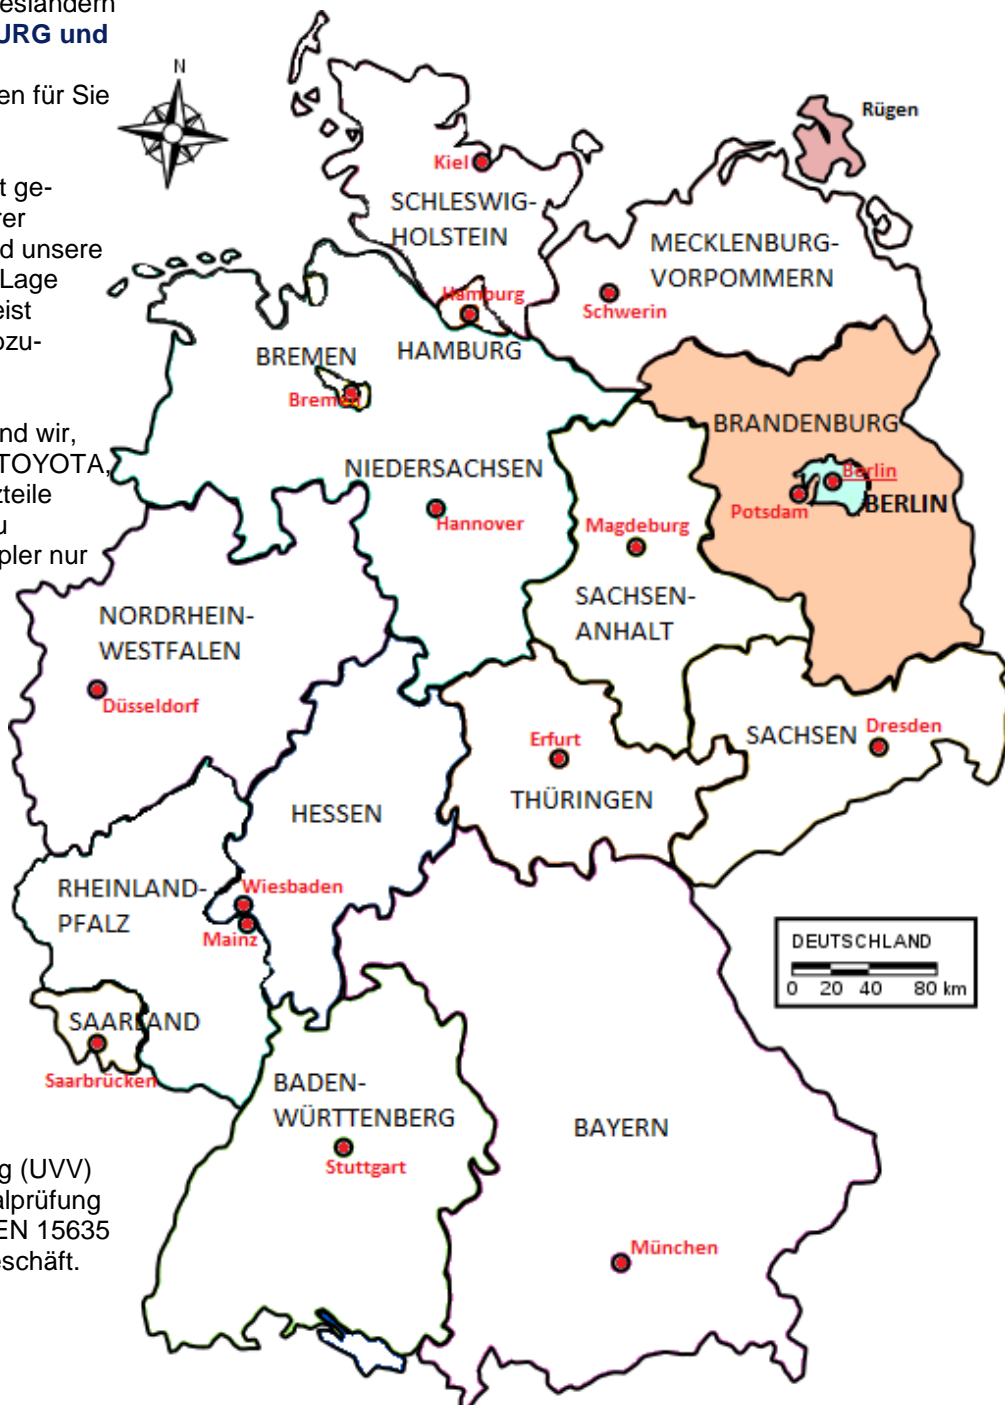 esländern
URG und
en für Sie
t ge-
rer
d unsere
Lage
eist
ozu-
nd wir,
TOYOTA,
zteile
u
pler nur
g (UVV)
alprüfung
EN 15635
eschäft.
N
Rügen
Kiel
SCHLESWIG-
HOLSTEIN
MECKLENBURG-
VORPOMMERN
Schwerin
Hamburg
HAMBURG
BREMEN
Bremen
BRANDENBURG
Berlin
BERLIN
Potsdam
NIEDERSACHSEN
Hannover
Magdeburg
SACHSEN-
ANHALT
NORDRHEIN-
WESTFALEN
Düsseldorf
SACHSEN
Dresden
Erfurt
THÜRINGEN
HESSEN
RHEINLAND-
PFALZ
Wiesbaden
Mainz
DEUTSCHLAND
0 20 40 80 km
SAARLAND
Saarbrücken
BADEN-
WÜRTTENBERG
Stuttgart
BAYERN
München